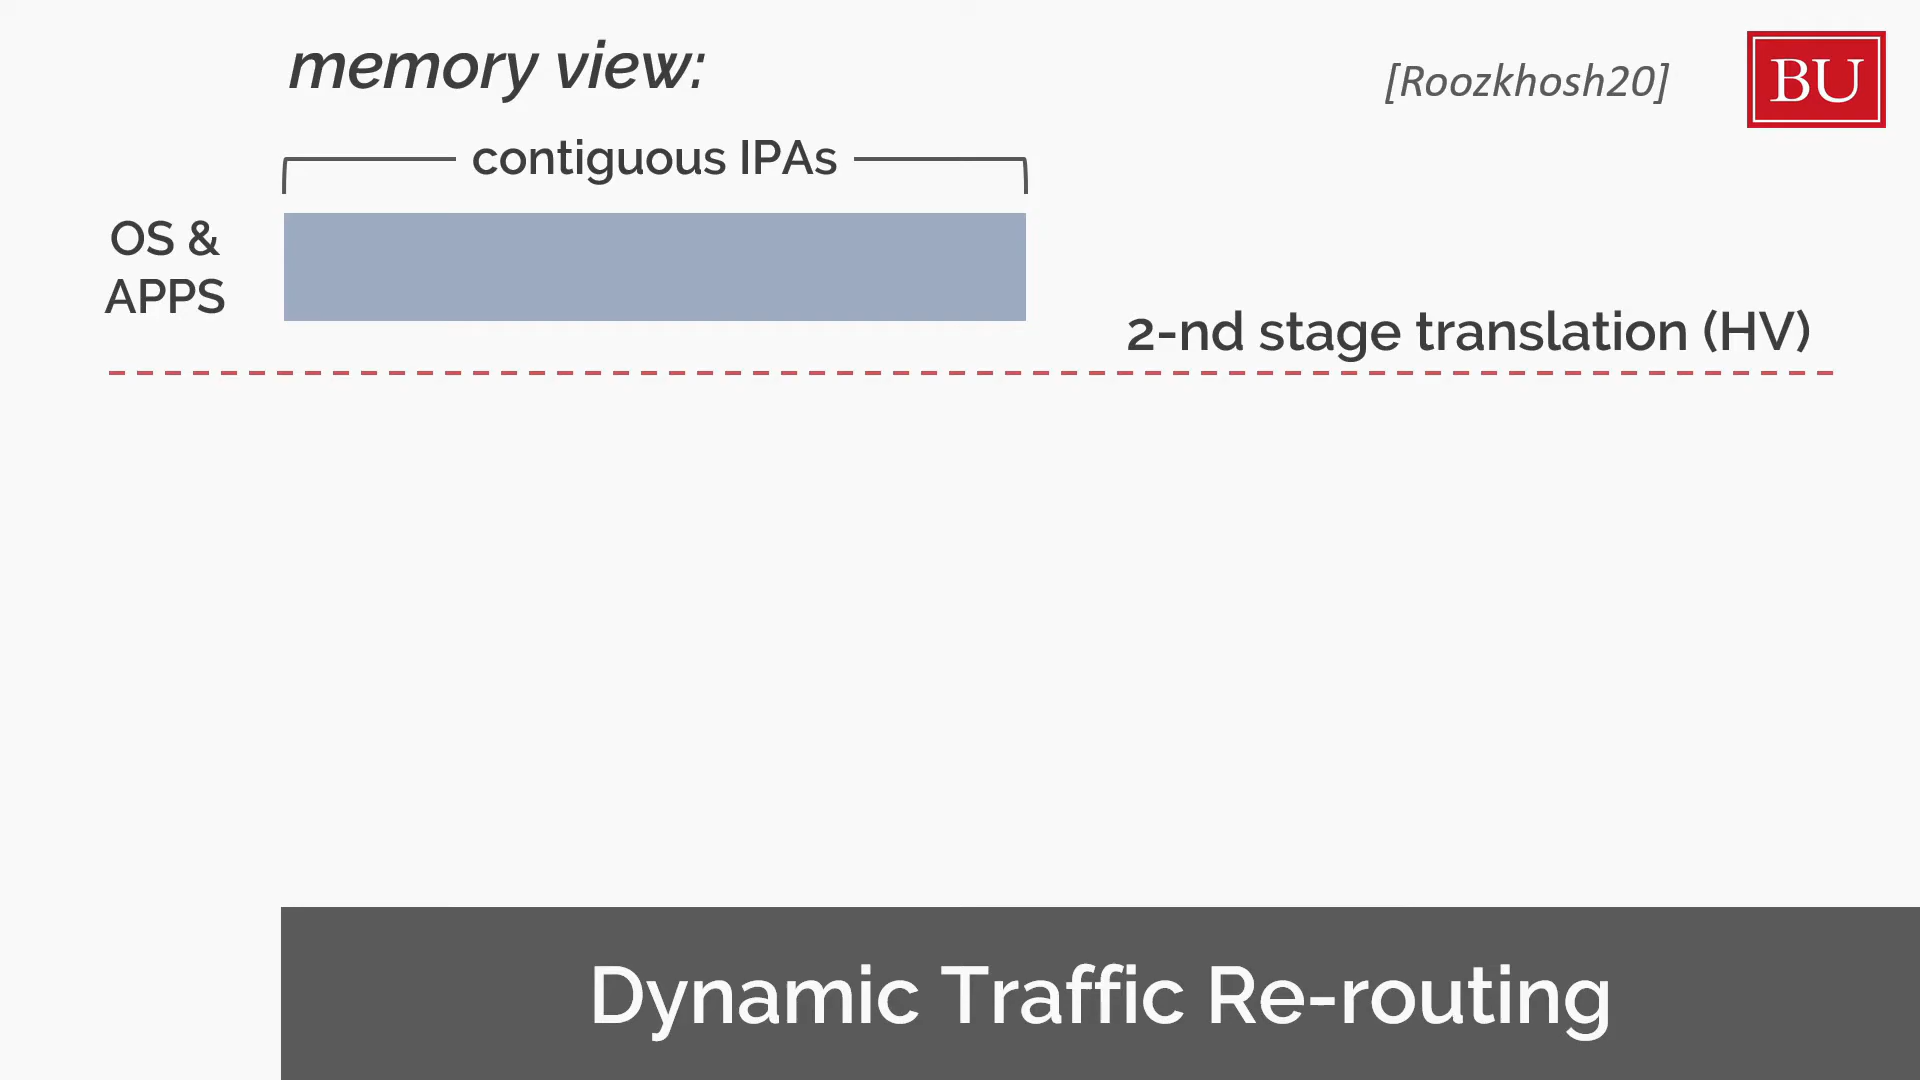 memory view:
[Roozkhosh20]
BU
contiguous IPAs
OS &
APPS
2-nd stage translation (HV)
Dynamic Traffic Re-routing